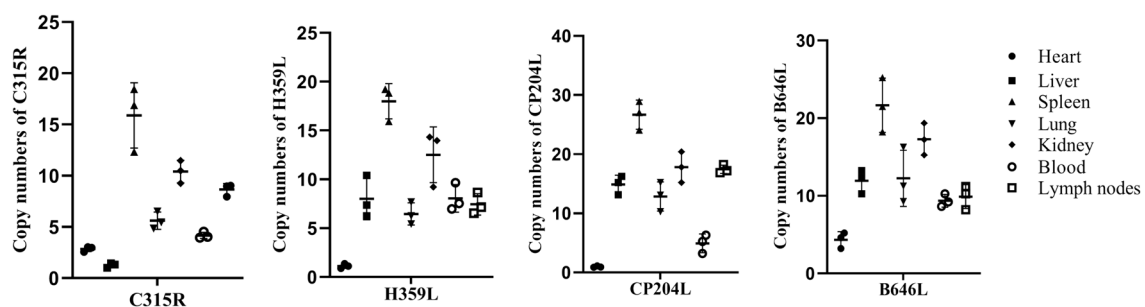 Copy numbers of C315R
25
20
15
10
5
0
C315R
Copy numbers of H359L
25
20
15
10
5
0
H359L
Copy numbers of CP204L
40
30
20
10
0
CP204L
Copy numbers of B646L
30
20
10
0
B646L
Heart
Liver
Spleen
Lung
Kidney
Blood
Lymph nodes